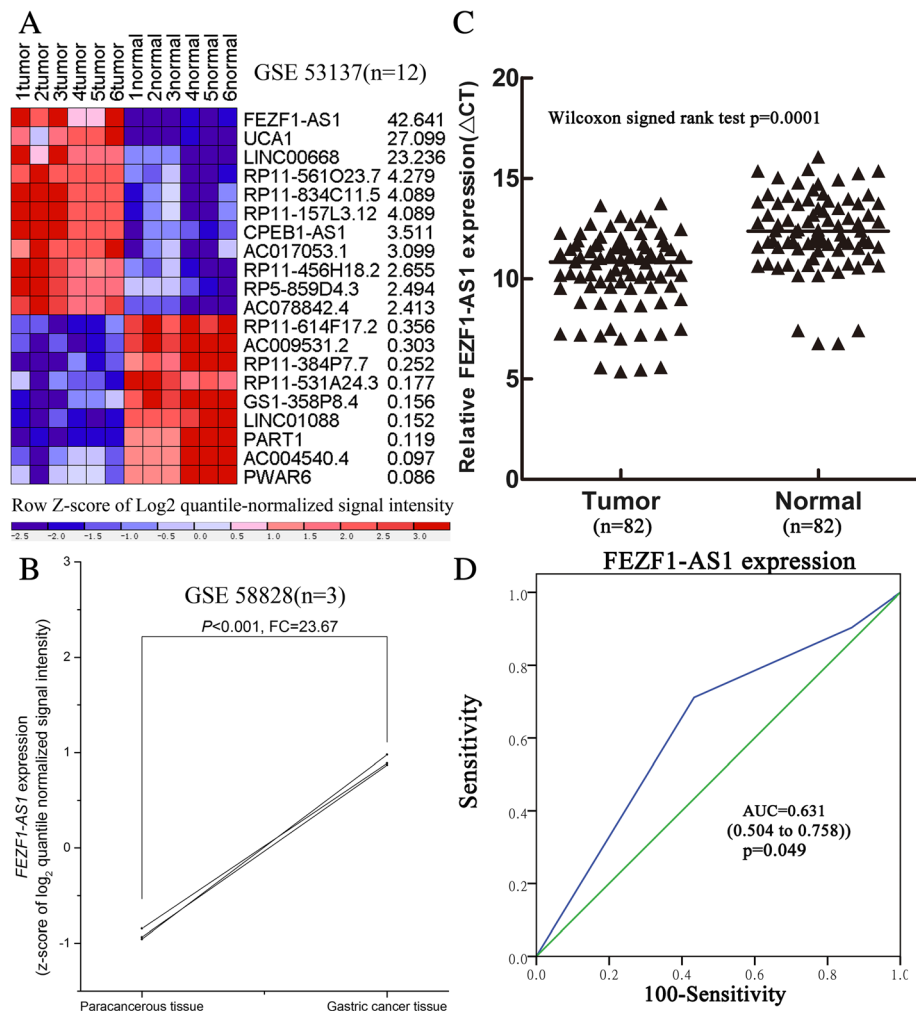 A
1tumor
2tumor
3tumor
4tumor
5tumor
6tumor
1normal
2normal
3normal
4normal
5normal
6normal
GSE 53137(n=12)
FEZF1-AS1 42.641
UCA1 27.099
LINC00668 23.236
RP11-561O23.7 4.279
RP11-834C11.5 4.089
RP11-157L3.12 4.089
CPEB1-AS1 3.511
AC017053.1 3.099
RP11-456H18.2 2.655
RP5-859D4.3 2.494
AC078842.4 2.413
RP11-614F17.2 0.356
AC009531.2 0.303
RP11-384P7.7 0.252
RP11-531A24.3 0.177
GS1-358P8.4 0.156
LINC01088 0.152
PART1 0.119
AC004540.4 0.097
PWAR6 0.086
Row Z-score of Log2 quantile-normalized signal intensity
-2.5 -2.0 -1.5 -1.0 -0.5 0.0 0.5 1.0 1.5 2.0 2.5 3.0
B
GSE 58828(n=3)
P<0.001, FC=23.67
FEZF1-AS1 expression
(z-score of log2 quantile normalized signal intensity)
3
2
1
0
-1
Paracancerous tissue Gastric cancer tissue
C
Relative FEZF1-AS1 expression(△CT)
Wilcoxon signed rank test p=0.0001
20
15
10
5
0
Tumor Normal
(n=82) (n=82)
D
FEZF1-AS1 expression
Sensitivity
1.0
0.8
0.6
0.4
0.2
0.0
AUC=0.631
(0.504 to 0.758))
p=0.049
0.0 0.2 0.4 0.6 0.8 1.0
100-Sensitivity